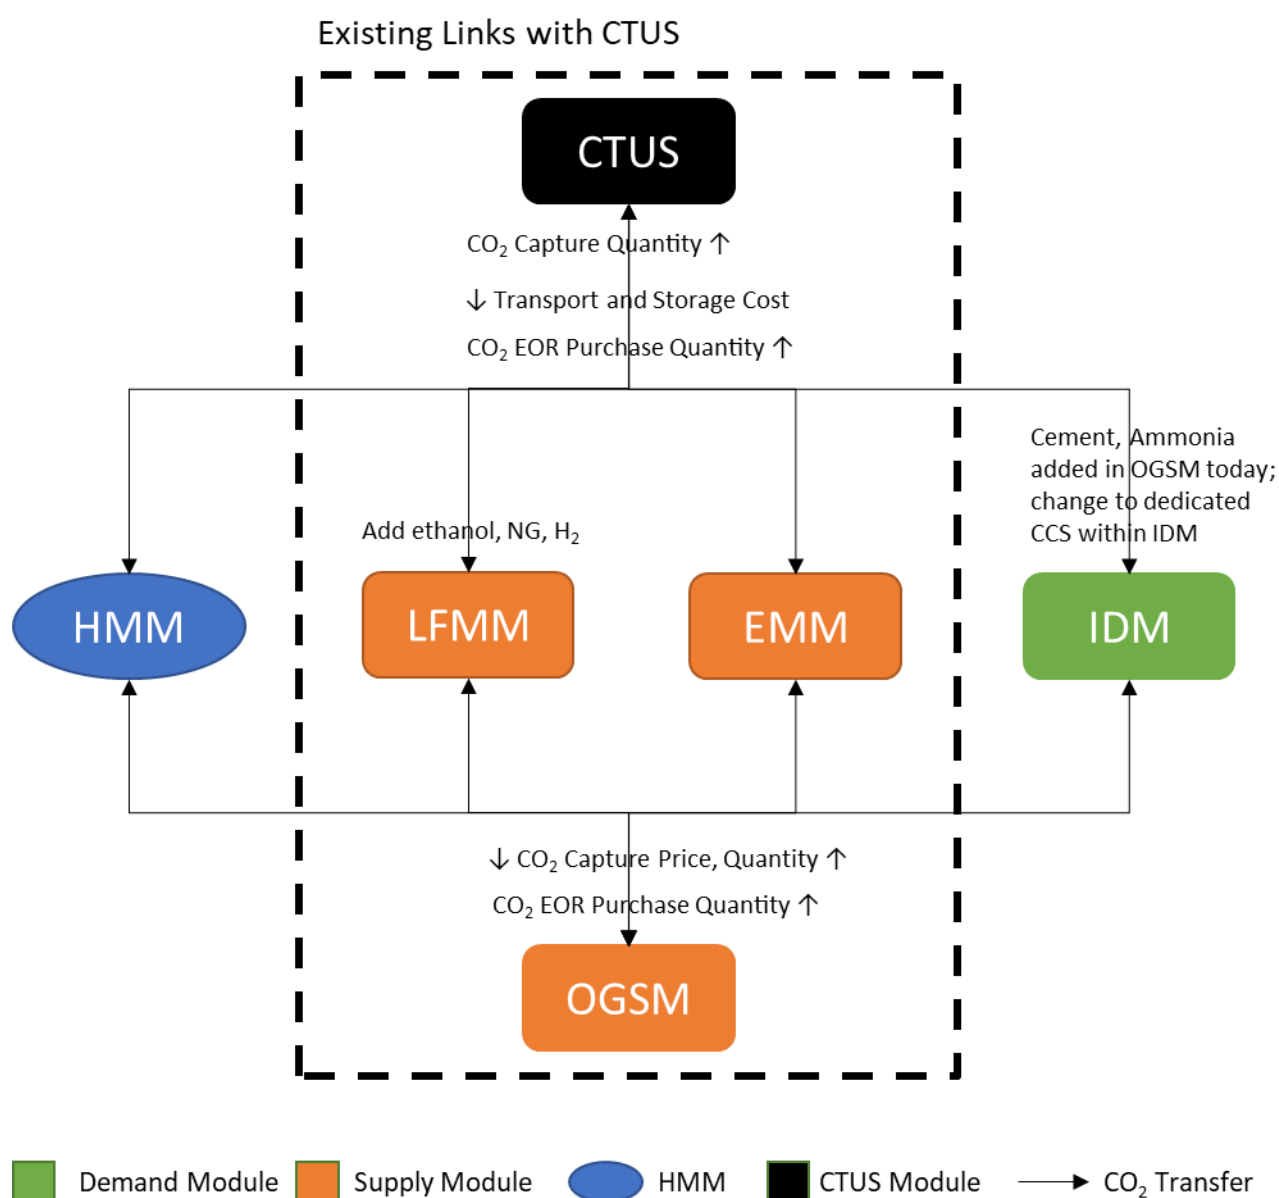 Existing Links with CTUS
CTUS
CO₂ Capture Quantity ↑
↓ Transport and Storage Cost
CO₂ EOR Purchase Quantity ↑
Cement, Ammonia
added in OGSM today;
change to dedicated
CCS within IDM
Add ethanol, NG, H₂
HMM
LFMM
EMM
IDM
↓ CO₂ Capture Price, Quantity ↑
CO₂ EOR Purchase Quantity ↑
OGSM
Demand Module
Supply Module
HMM
CTUS Module
CO₂ Transfer